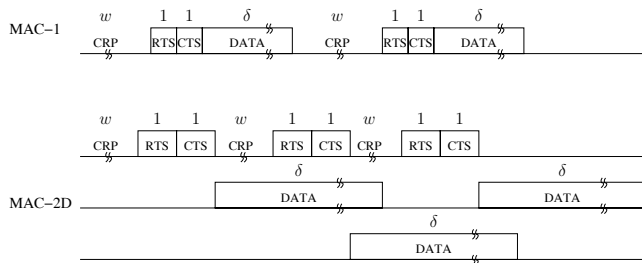 w 1 1 δ w 1 1 δ
MAC−1 CRP RTS CTS DATA CRP RTS CTS DATA
w 1 1 w 1 1 w 1 1
CRP RTS CTS CRP RTS CTS CRP RTS CTS
δ δ
MAC−2D DATA DATA
δ
DATA